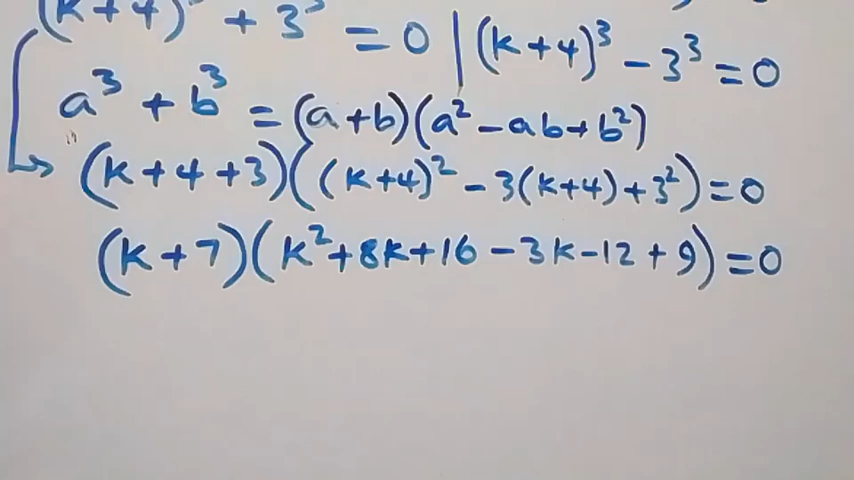 (k+4)³ + 3³ = 0 | (k+4)³ - 3³ = 0
a³ + b³ = (a+b)(a² - ab + b²)
(k+4+3)((k+4)² - 3(k+4) + 3²) = 0
(k+7)(k² + 8k + 16 - 3k - 12 + 9) = 0